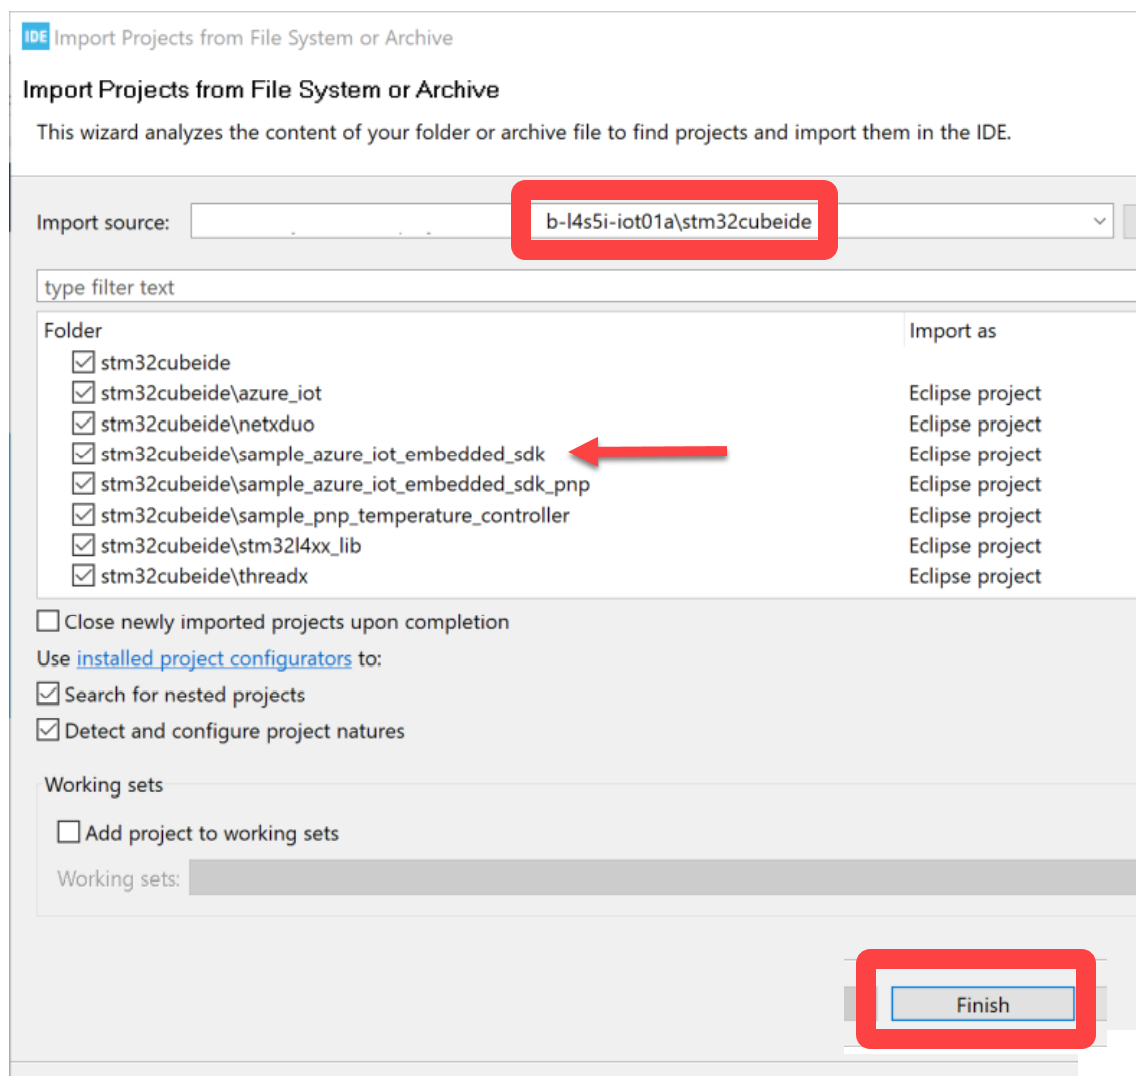 IDE Import Projects from File System or Archive
Import Projects from File System or Archive
This wizard analyzes the content of your folder or archive file to find projects and import them in the IDE.
Import source: b-l4s5i-iot01a\stm32cubeide
type filter text
Folder Import as
stm32cubeide
stm32cubeide\azure_iot Eclipse project
stm32cubeide\netxduo Eclipse project
stm32cubeide\sample_azure_iot_embedded_sdk Eclipse project
stm32cubeide\sample_azure_iot_embedded_sdk_pnp Eclipse project
stm32cubeide\sample_pnp_temperature_controller Eclipse project
stm32cubeide\stm32l4xx_lib Eclipse project
stm32cubeide\threadx Eclipse project
Close newly imported projects upon completion
Use installed project configurators to:
Search for nested projects
Detect and configure project natures
Working sets
Add project to working sets
Working sets:
Finish